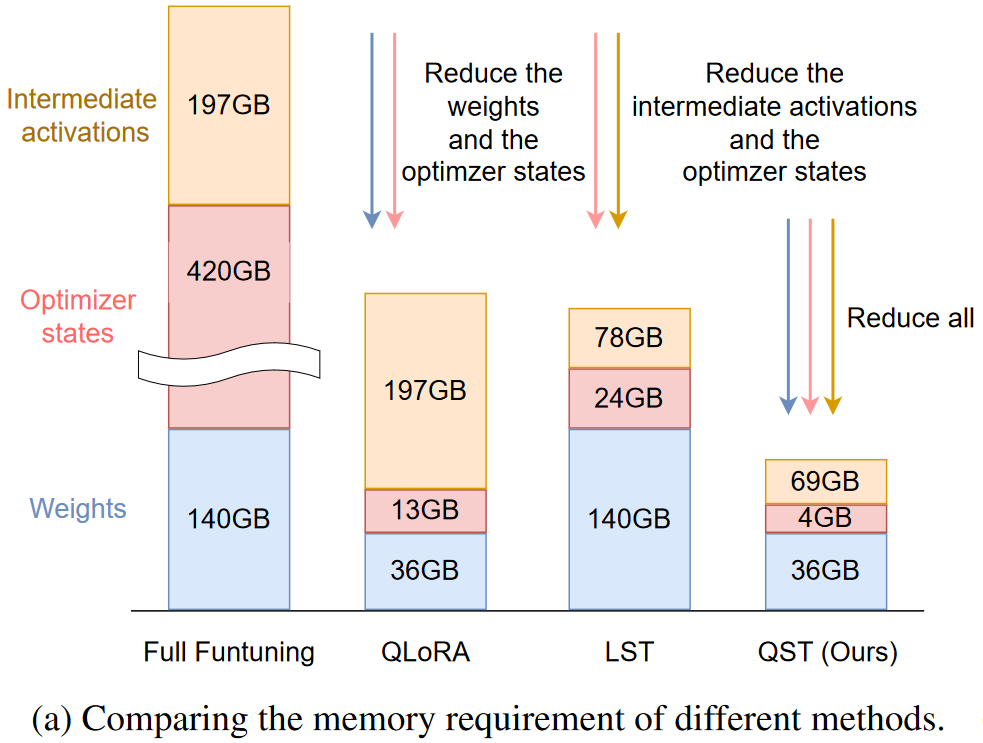 Intermediate
activations
197GB
Optimizer
states
420GB
Weights
140GB
Reduce the
weights
and the
optimzer states
197GB
13GB
36GB
Reduce the
intermediate activations
and the
optimzer states
78GB
24GB
140GB
Reduce all
69GB
4GB
36GB
Full Funtuning
QLoRA
LST
QST (Ours)
(a) Comparing the memory requirement of different methods.